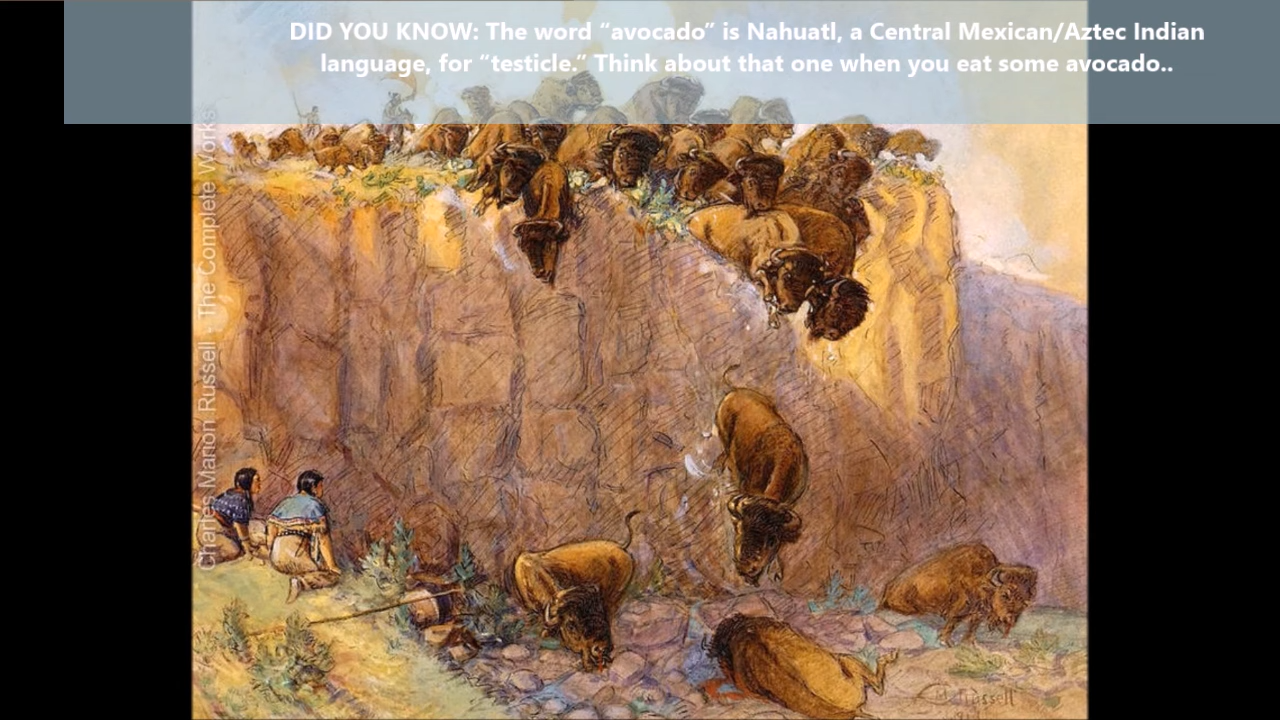 DID YOU KNOW: The word “avocado” is Nahuatl, a Central Mexican/Aztec Indian
language, for “testicle.” Think about that one when you eat some avocado..
Charles Marion Russell - The Complete Works
Russell